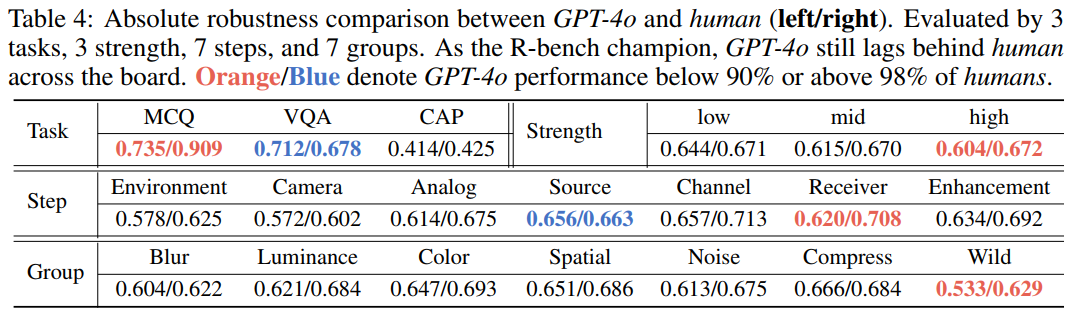 Table 4: Absolute robustness comparison between GPT-4o and human (left/right). Evaluated by 3
tasks, 3 strength, 7 steps, and 7 groups. As the R-bench champion, GPT-4o still lags behind human
across the board. Orange/Blue denote GPT-4o performance below 90% or above 98% of humans.
Task MCQ VQA CAP Strength low mid high
0.735/0.909 0.712/0.678 0.414/0.425 0.644/0.671 0.615/0.670 0.604/0.672
Step Environment Camera Analog Source Channel Receiver Enhancement
0.578/0.625 0.572/0.602 0.614/0.675 0.656/0.663 0.657/0.713 0.620/0.708 0.634/0.692
Group Blur Luminance Color Spatial Noise Compress Wild
0.604/0.622 0.621/0.684 0.647/0.693 0.651/0.686 0.613/0.675 0.666/0.684 0.533/0.629